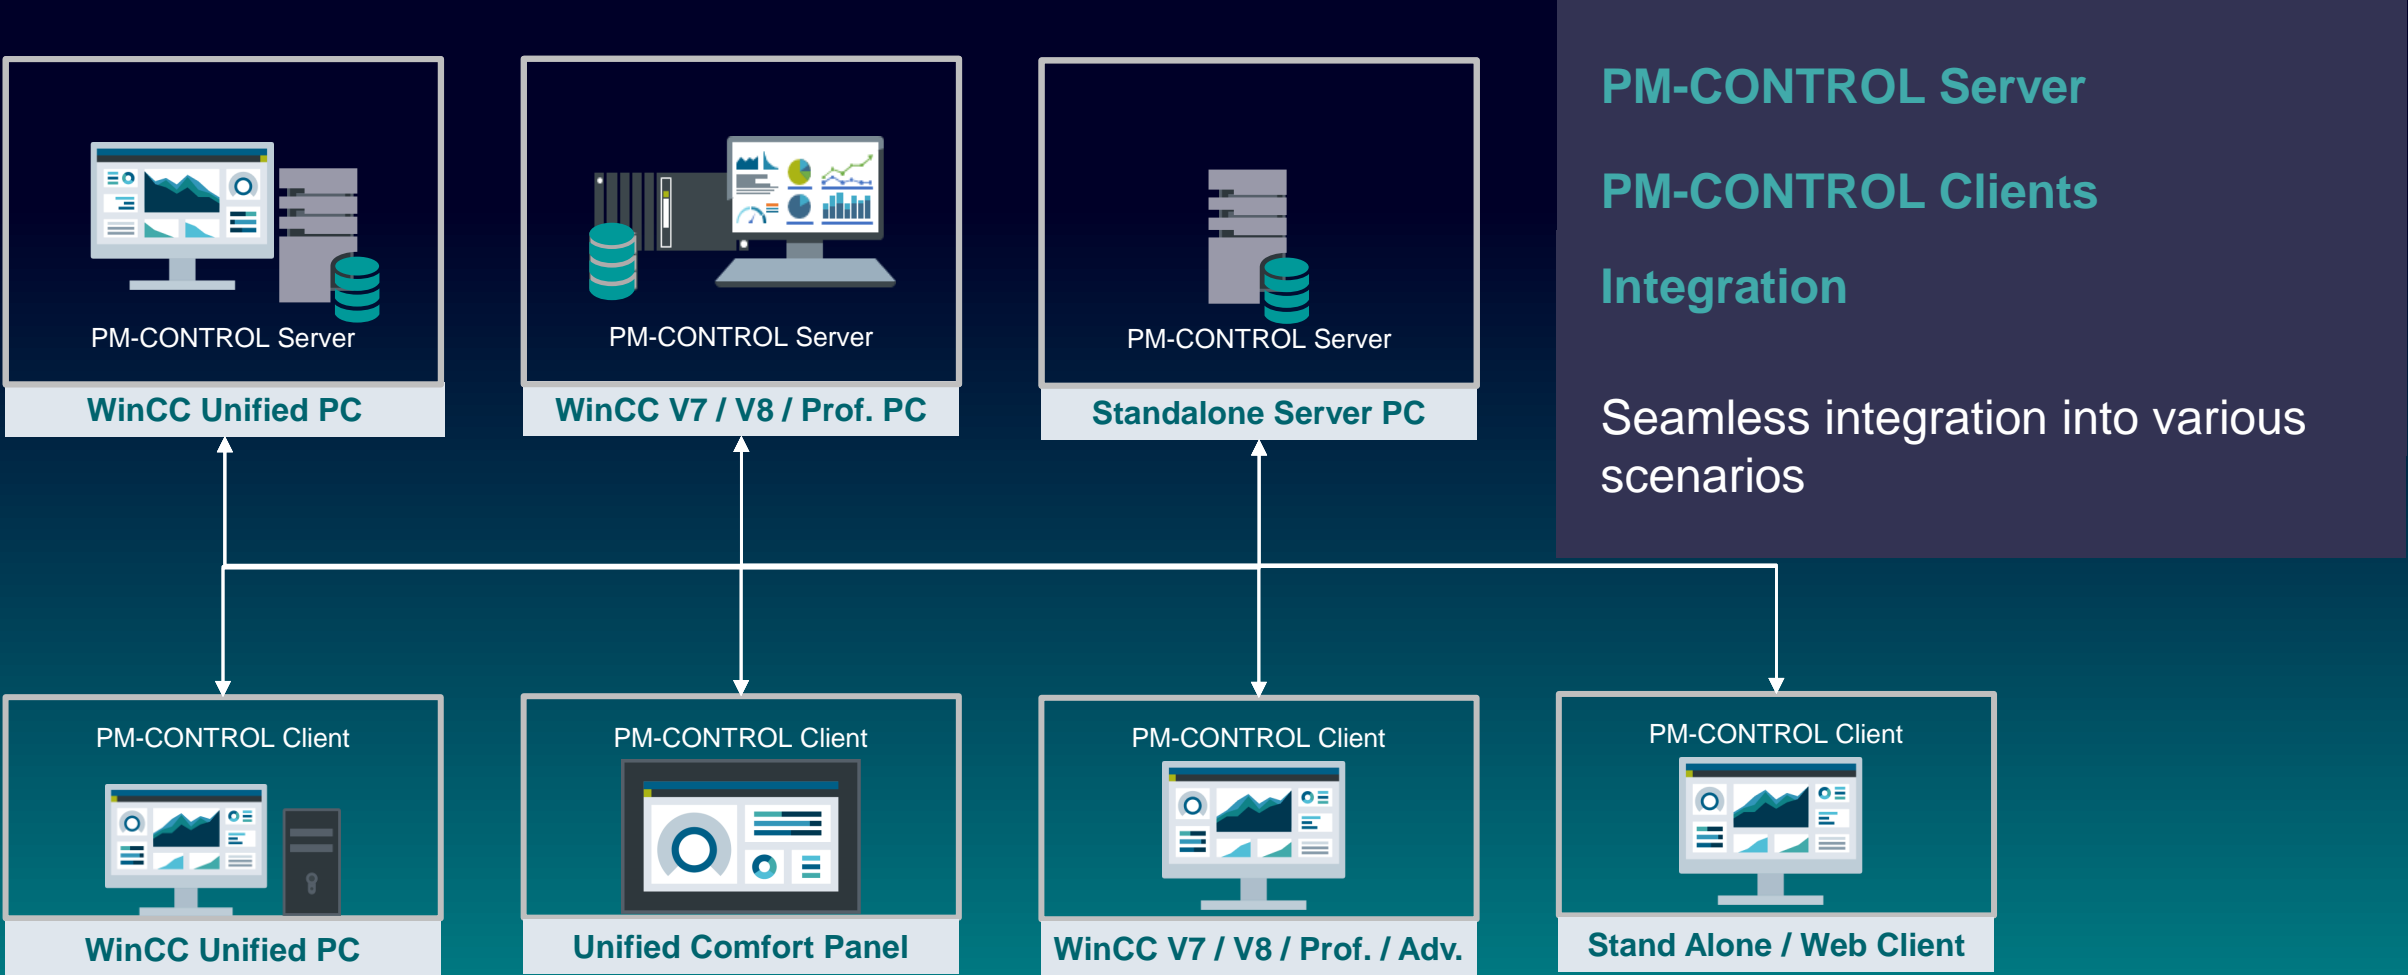 PM-CONTROL Server
WinCC Unified PC
PM-CONTROL Server
WinCC V7 / V8 / Prof. PC
PM-CONTROL Server
Standalone Server PC
PM-CONTROL Server
PM-CONTROL Clients
Integration
Seamless integration into various
scenarios
PM-CONTROL Client
WinCC Unified PC
PM-CONTROL Client
Unified Comfort Panel
PM-CONTROL Client
WinCC V7 / V8 / Prof. / Adv.
PM-CONTROL Client
Stand Alone / Web Client